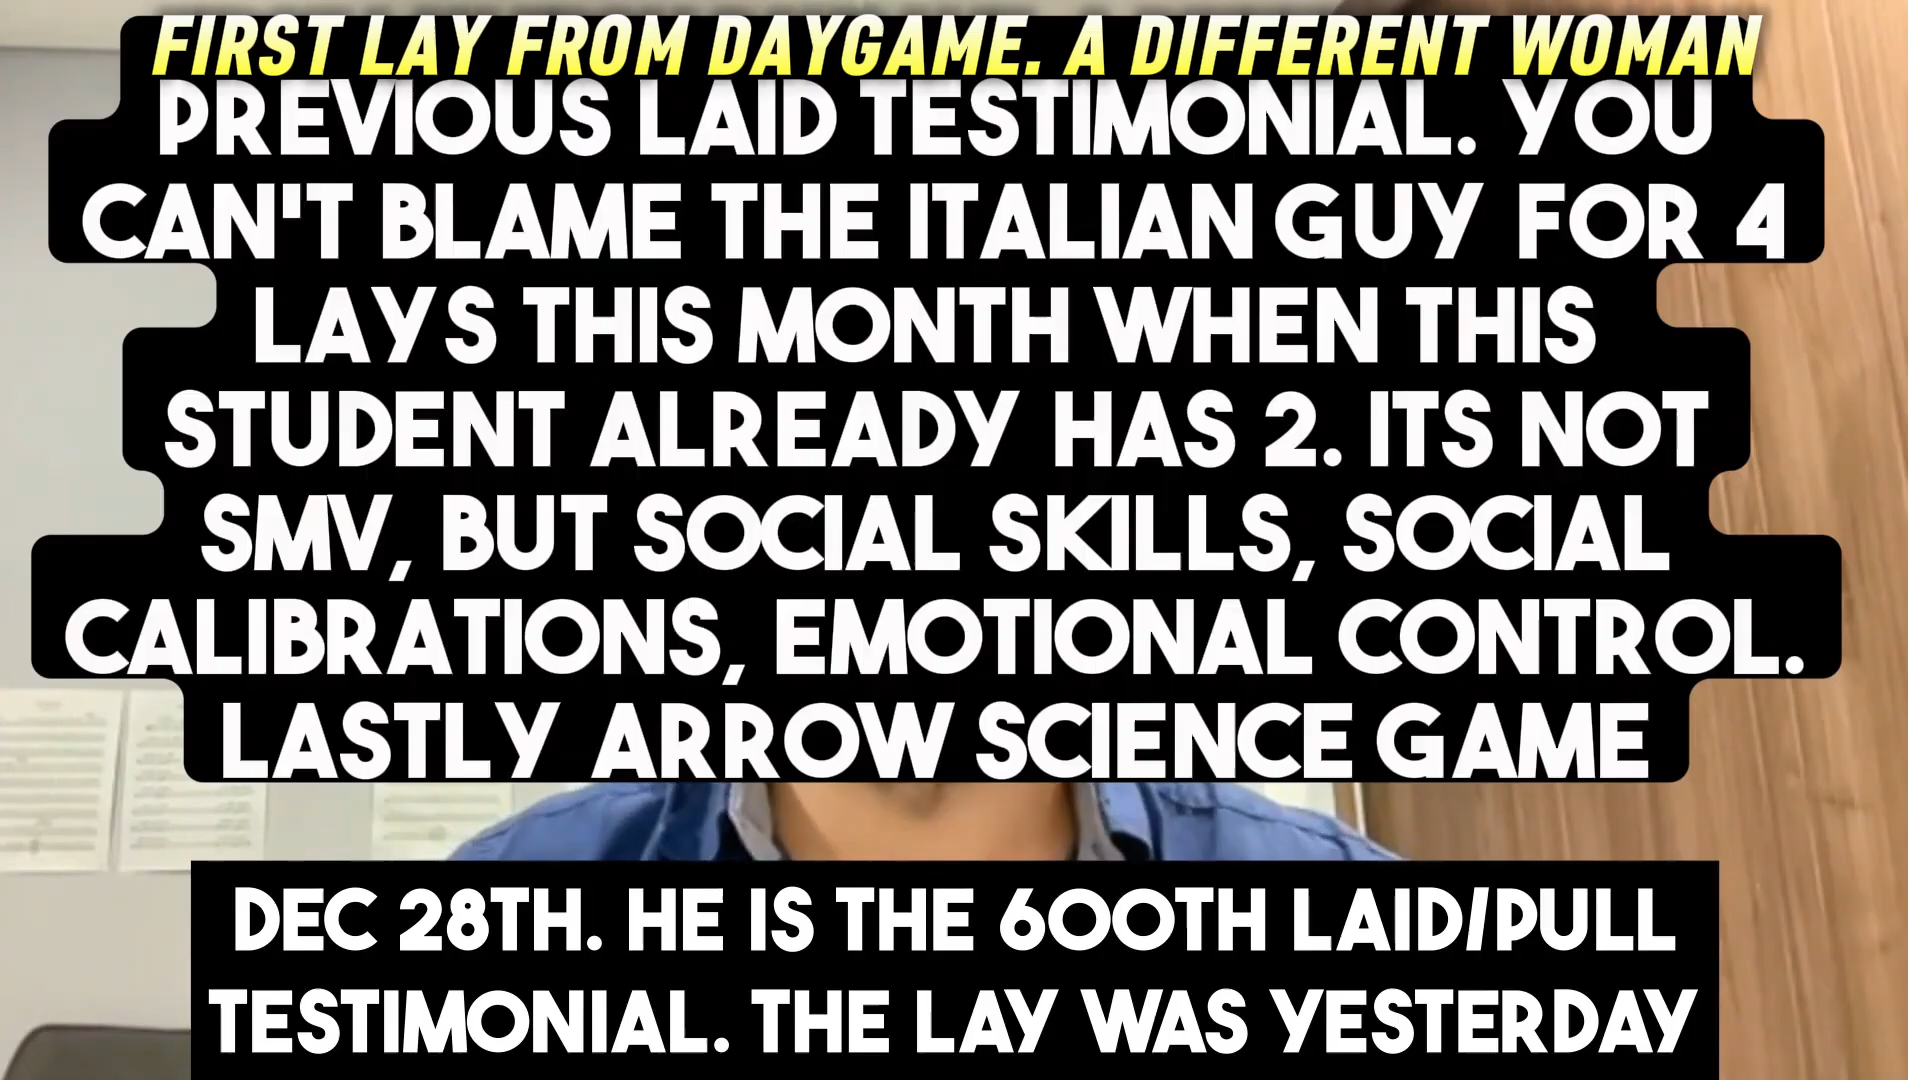 FIRST LAY FROM DAYGAME. A DIFFERENT WOMAN
PREVIOUS LAID TESTIMONIAL. YOU
CAN'T BLAME THE ITALIAN GUY FOR 4
LAYS THIS MONTH WHEN THIS
STUDENT ALREADY HAS 2. ITS NOT
SMV, BUT SOCIAL SKILLS, SOCIAL
CALIBRATIONS, EMOTIONAL CONTROL.
LASTLY ARROW SCIENCE GAME
DEC 28TH. HE IS THE 600TH LAID/PULL
TESTIMONIAL. THE LAY WAS YESTERDAY